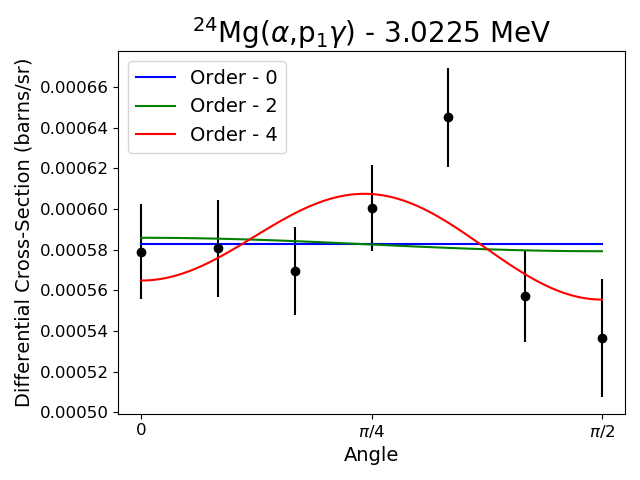 ²⁴Mg(α,p₁γ) - 3.0225 MeV
Order - 0
Order - 2
Order - 4
Differential Cross-Section (barns/sr)
0.00066
0.00064
0.00062
0.00060
0.00058
0.00056
0.00054
0.00052
0.00050
0 π/4 π/2
Angle